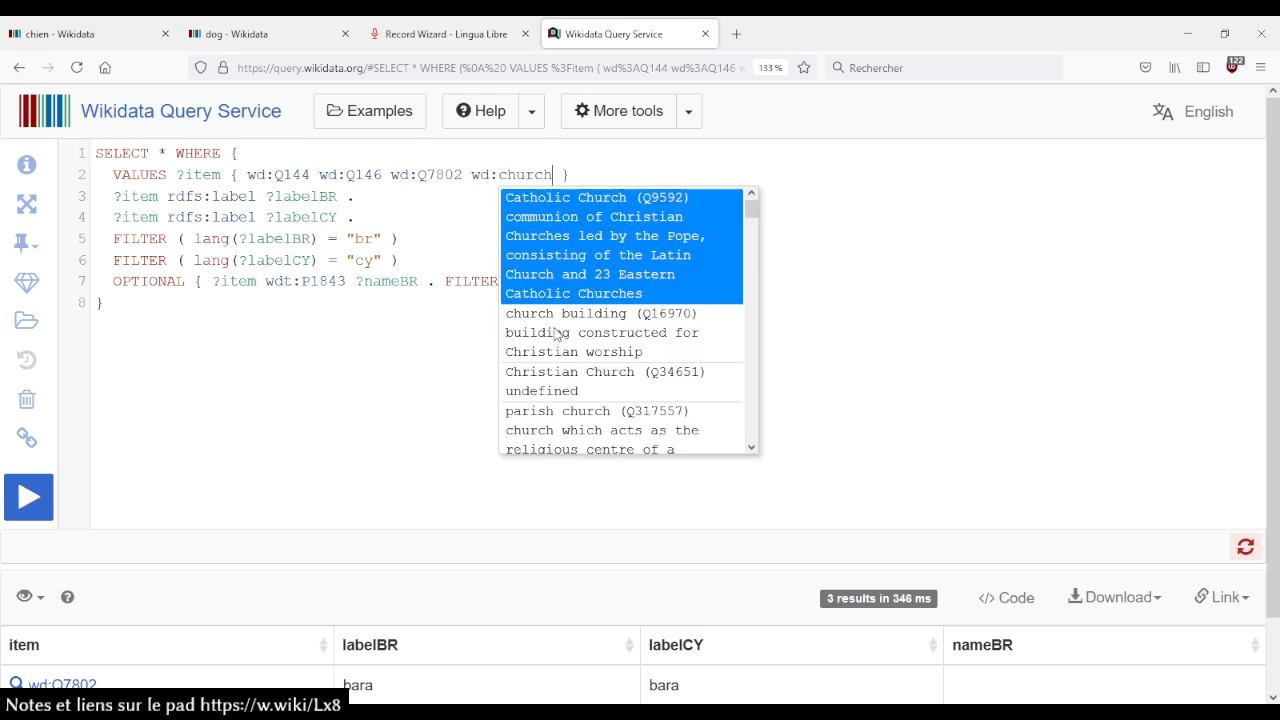 chien - Wikidata
dog - Wikidata
Record Wizard - Lingua Libre
Wikidata Query Service
https://query.wikidata.org/#SELECT * WHERE {%0A%20 VALUES %3Fitem { wd%3AQ144 wd%3AQ146
133 %
Rechercher
122
Wikidata Query Service
Examples
Help
More tools
English
1 SELECT * WHERE {
2 VALUES ?item { wd:Q144 wd:Q146 wd:Q7802 wd:church }
3 ?item rdfs:label ?labelBR .
4 ?item rdfs:label ?labelCY .
5 FILTER ( lang(?labelBR) = "br" )
6 FILTER ( lang(?labelCY) = "cy" )
7 OPTIONAL { ?item wdt:P1843 ?nameBR . FILTER
8 }
Catholic Church (Q9592)
communion of Christian
Churches led by the Pope,
consisting of the Latin
Church and 23 Eastern
Catholic Churches
church building (Q16970)
building constructed for
Christian worship
Christian Church (Q34651)
undefined
parish church (Q317557)
church which acts as the
religious centre of a
3 results in 346 ms
</> Code
Download
Link
item labelBR labelCY nameBR
wd:Q7802 bara bara
Notes et liens sur le pad https://w.wiki/Lx8